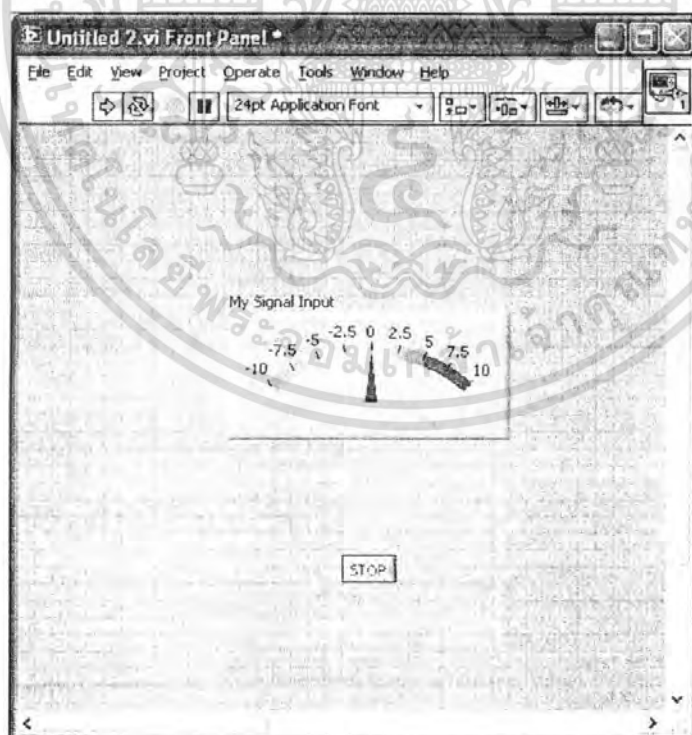 Untitled 2.vi Front Panel *
File Edit View Project Operate Tools Window Help
24pt Application Font
1
My Signal Input
-10 -7.5 -5 -2.5 0 2.5 5 7.5 10
STOP